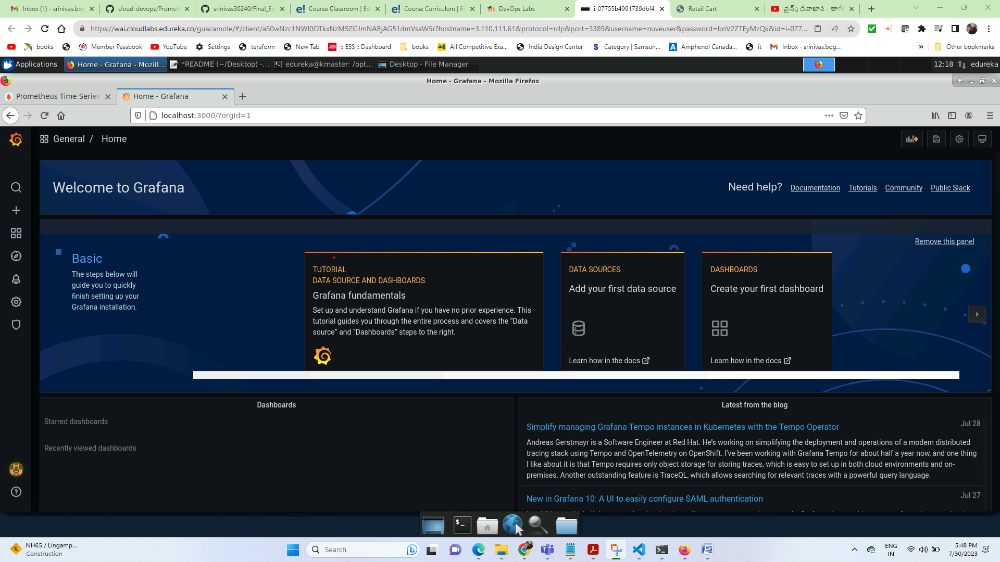 Inbox (1) - srinivas.bog
cloud-devops/Promet
srinivas30240/Final_Ed
Course Classroom | Ed
Course Curriculum | E
DevOps Labs
i-07755b4991739dbf4
Retail Cart
వైన్స్ దవాఖాన - తాగే
https://wai.cloudlabs.edureka.co/guacamole/#/client/aS0wNzc1NWI0OTkxNzM5ZGJmNABjAG51dmVsaW5r?hostname=3.110.111.61&protocol=rdp&port=3389&username=nuveuser&password=bnV2ZTEyMzQk&id=i-077...
books
Member Passbook
YouTube
Settings
teraform
New Tab
:: ESS :: Dashboard
books
All Competitive Exa...
India Design Center
Category | Samsun...
Amphenol Canada...
it
Inbox - srinivas.bog...
»
Other bookmarks
Applications
Home - Grafana - Mozill...
*README (~/Desktop) -...
edureka@kmaster: /opt...
Desktop - File Manager
12:18
edureka
Home - Grafana - Mozilla Firefox
Prometheus Time Series
Home - Grafana
localhost:3000/?orgId=1
General / Home
Welcome to Grafana
Need help?
Documentation
Tutorials
Community
Public Slack
Remove this panel
Basic
The steps below will
guide you to quickly
finish setting up your
Grafana installation.
TUTORIAL
DATA SOURCE AND DASHBOARDS
Grafana fundamentals
Set up and understand Grafana if you have no prior experience. This
tutorial guides you through the entire process and covers the “Data
source” and “Dashboards” steps to the right.
DATA SOURCES
Add your first data source
Learn how in the docs
DASHBOARDS
Create your first dashboard
Learn how in the docs
Dashboards
Starred dashboards
Recently viewed dashboards
Latest from the blog
Simplify managing Grafana Tempo instances in Kubernetes with the Tempo Operator
Jul 28
Andreas Gerstmayr is a Software Engineer at Red Hat. He’s working on simplifying the deployment and operations of a modern distributed
tracing stack using Tempo and OpenTelemetry on OpenShift. I’ve been working with Grafana Tempo for about half a year now, and one thing
I like about it is that Tempo requires only object storage for storing traces, which is easy to set up in both cloud environments and on-
premises. Another outstanding feature is TraceQL, which allows searching for relevant traces with a powerful query language.
New in Grafana 10: A UI to easily configure SAML authentication
Jul 27
NH65 / Lingamp...
Construction
Search
ENG
IN
5:48 PM
7/30/2023